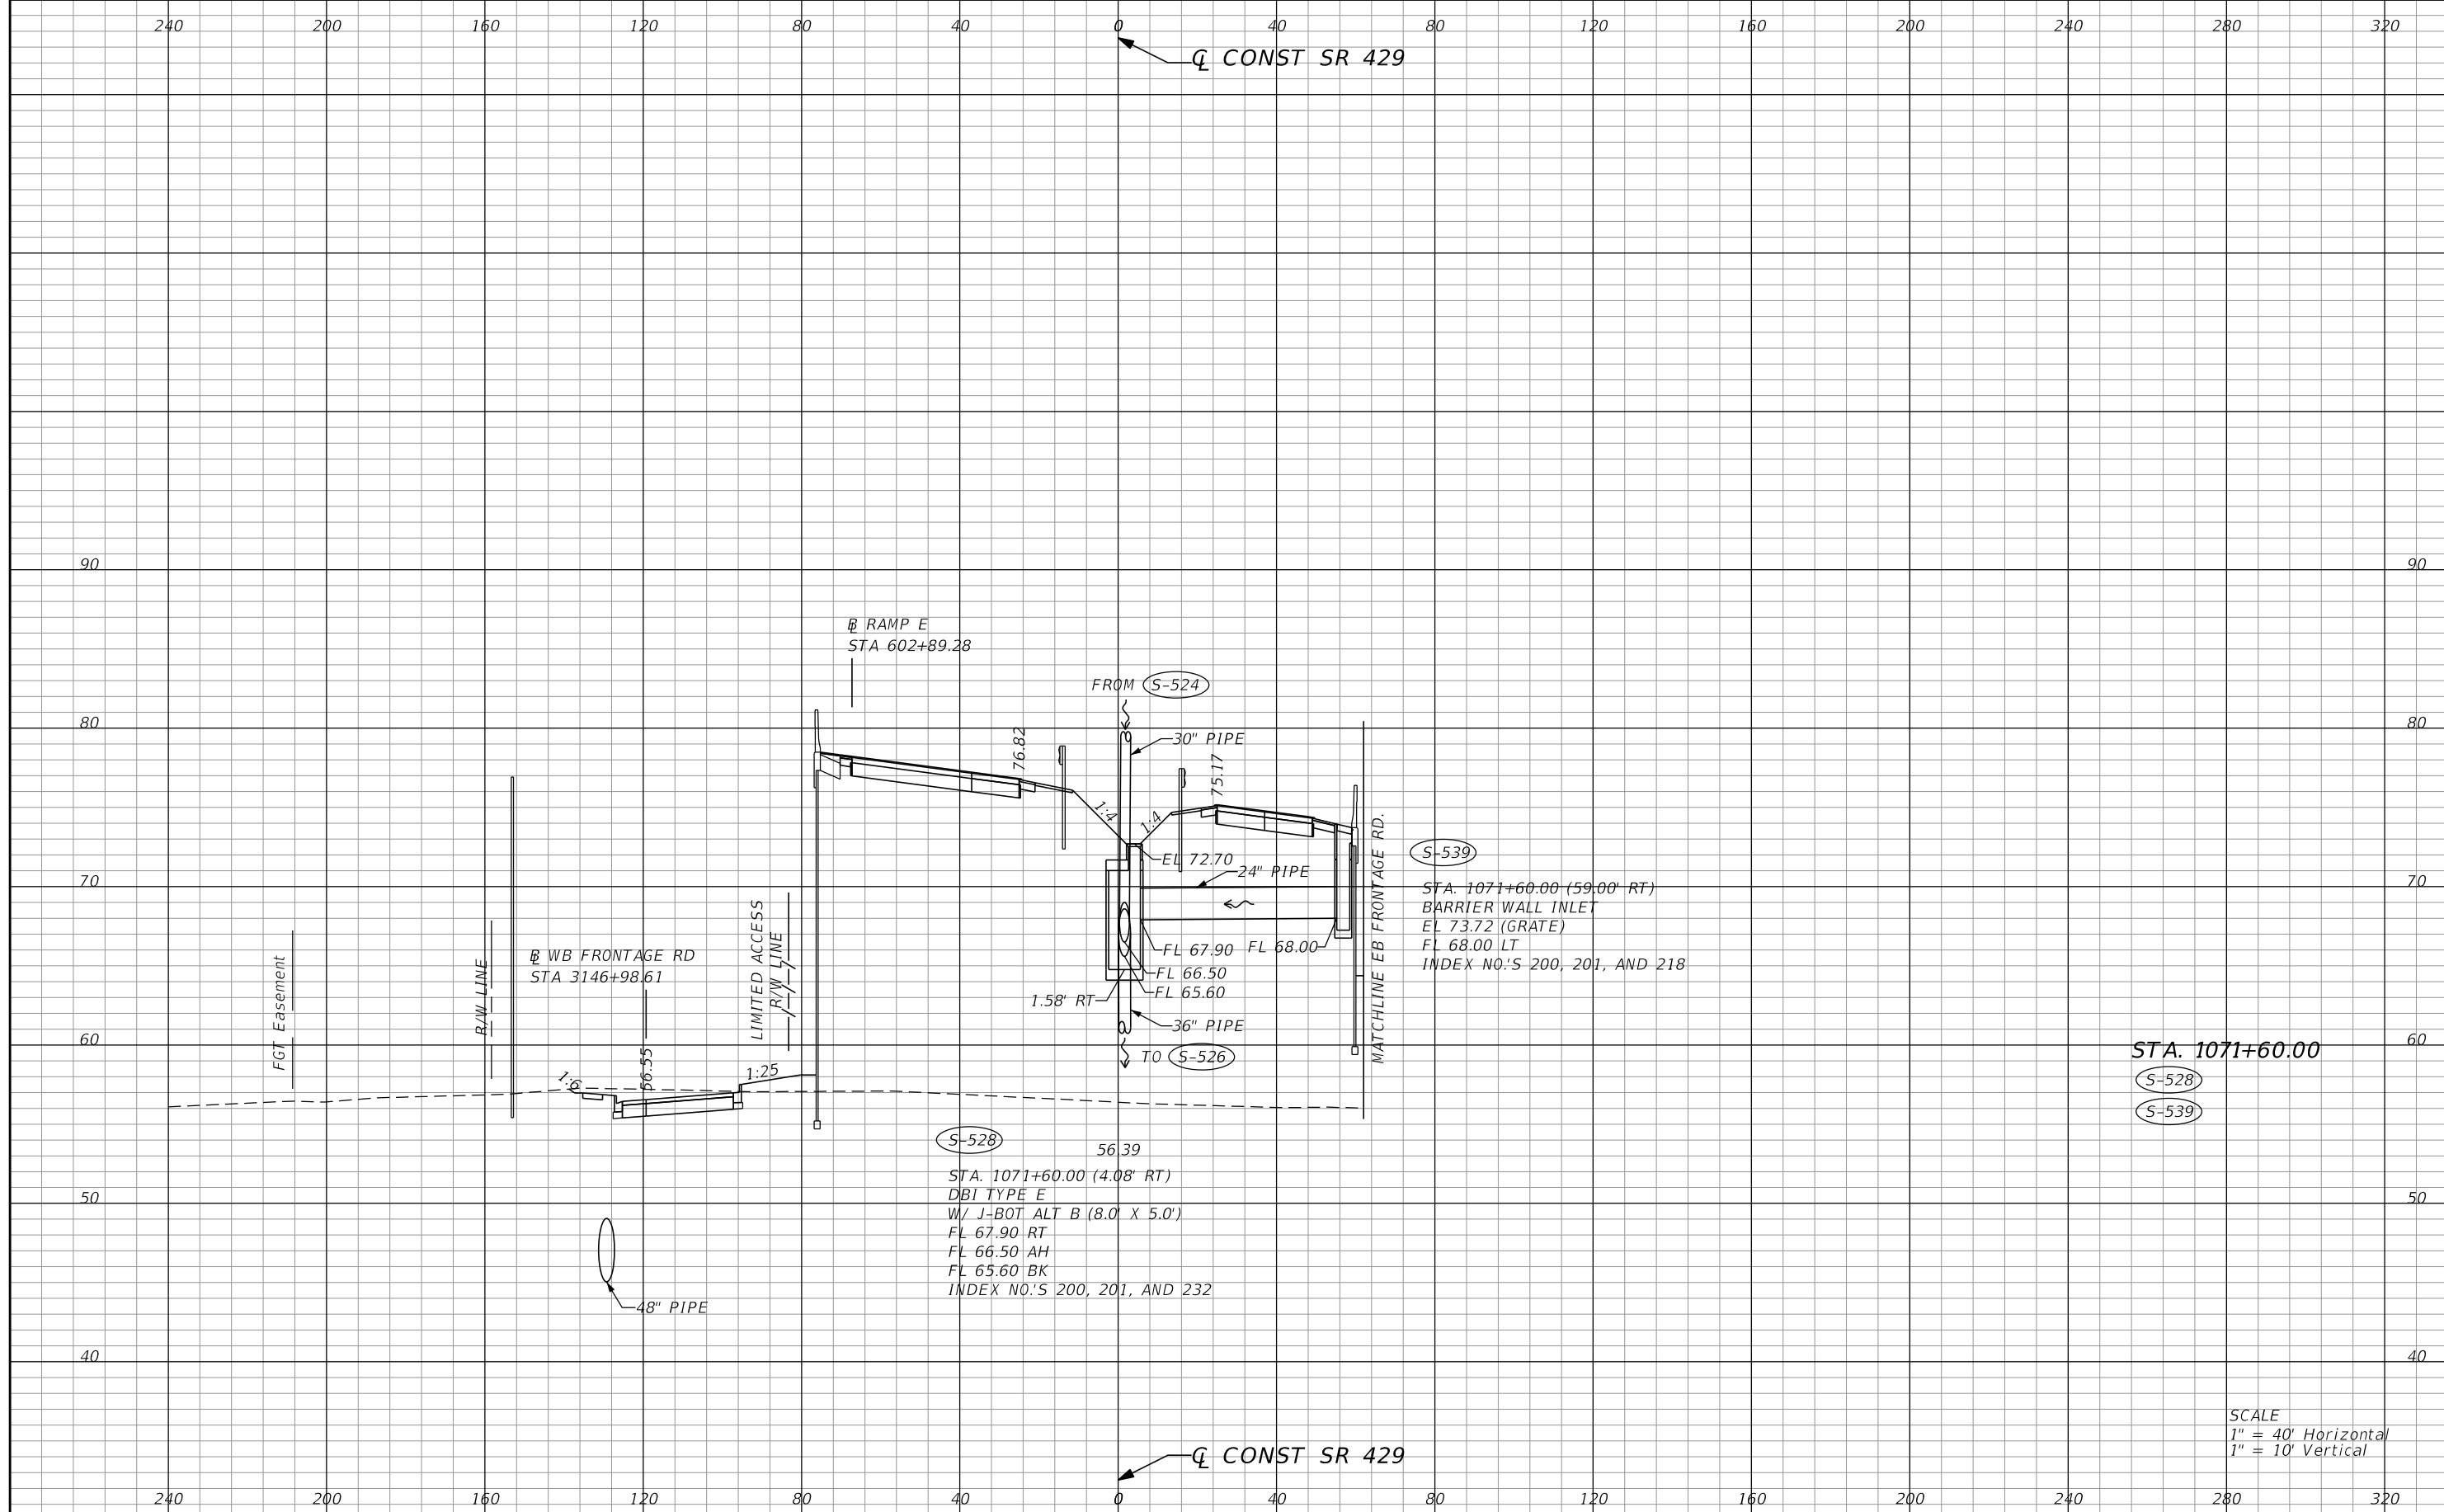 240 200 160 120 80 40 0 40 80 120 160 200 240 280 320
℄ CONST SR 429
90 90
℄ RAMP E
STA 602+89.28
FROM S-524
80 80
76.82
30" PIPE
75.17
1:4
1:4
EL 72.70
24" PIPE
S-539
70 70
STA. 1071+60.00 (59.00' RT)
BARRIER WALL INLET
EL 73.72 (GRATE)
FL 68.00 LT
INDEX NO.'S 200, 201, AND 218
MATCHLINE EB FRONTAGE RD.
FL 67.90
FL 68.00
FL 66.50
FL 65.60
1.58' RT
36" PIPE
TO S-526
FGT Easement
R/W LINE
BL WB FRONTAGE RD
STA 3146+98.61
LIMITED ACCESS
R/W LINE
60 60
STA. 1071+60.00
S-528
S-539
1:6
56.55
1:25
S-528
56.39
STA. 1071+60.00 (4.08' RT)
DBI TYPE E
W/ J-BOT ALT B (8.0' X 5.0')
FL 67.90 RT
FL 66.50 AH
FL 65.60 BK
INDEX NO.'S 200, 201, AND 232
50 50
48" PIPE
40 40
SCALE
1" = 40' Horizontal
1" = 10' Vertical
℄ CONST SR 429
240 200 160 120 80 40 0 40 80 120 160 200 240 280 320